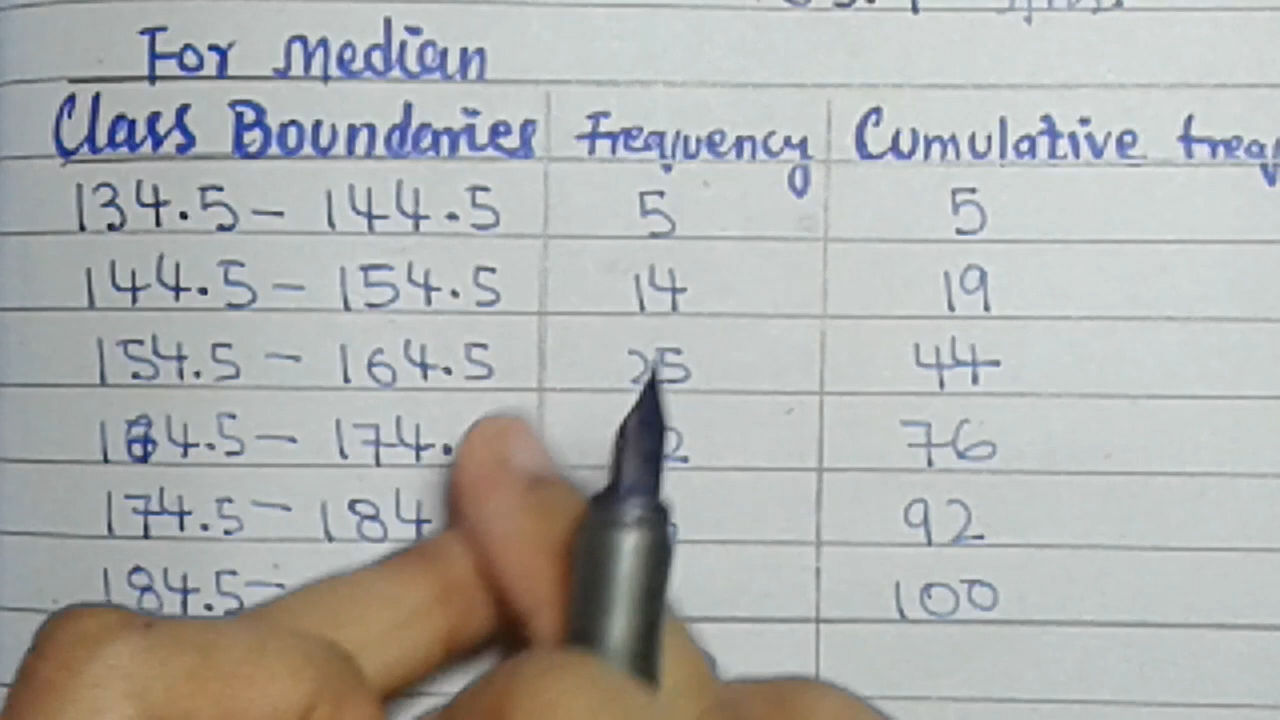 For Median
Class Boundaries Frequency Cumulative freq
134.5 - 144.5 5 5
144.5 - 154.5 14 19
154.5 - 164.5 25 44
164.5 - 174. 2 76
174.5 - 184 92
184.5 - 100